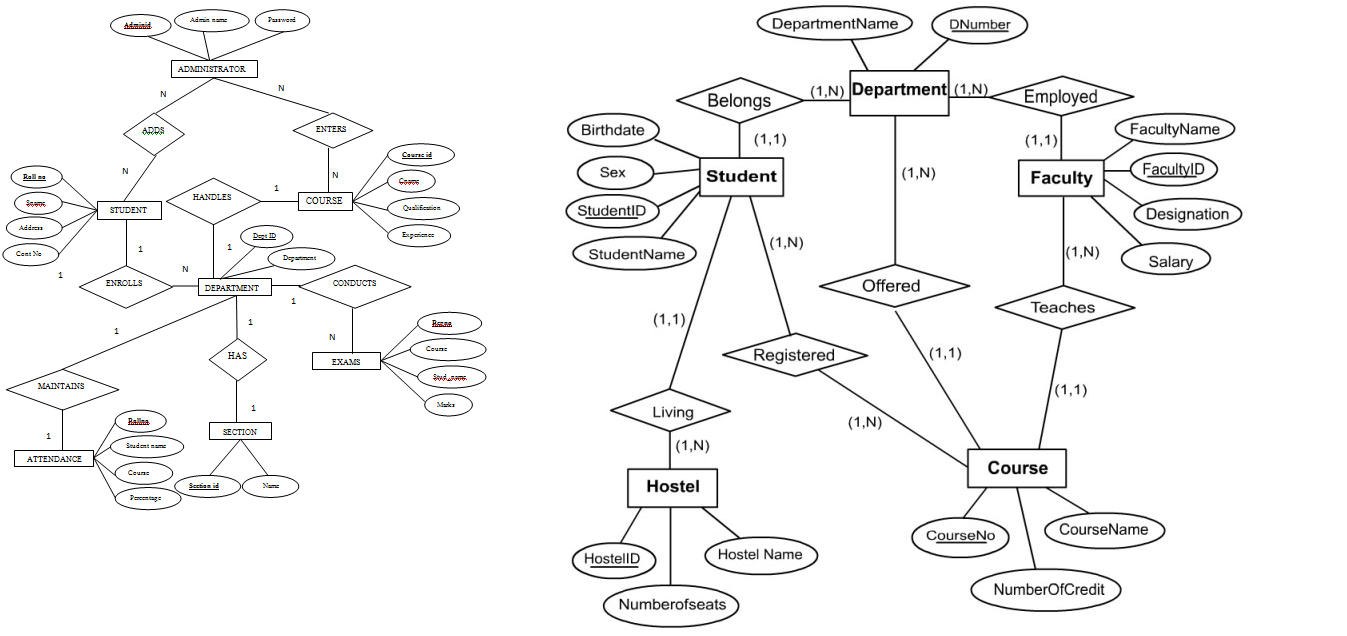 Adminid
Admin name
Password
ADMINISTRATOR
N
N
ADDS
ENTERS
N
N
Roll no
Sname
Address
Cont No
STUDENT
HANDLES
1
COURSE
Course id
Cname
Qualification
Experience
1
1
1
N
ENROLLS
Dept ID
Department
DEPARTMENT
1
CONDUCTS
1
1
N
HAS
EXAMS
Course
Stud_name
Marks
MAINTAINS
1
1
SECTION
Section id
Name
ATTENDANCE
Rollno
Student name
Course
Percentage
DepartmentName
DNumber
Department
(1,N)
(1,N)
Belongs
Employed
(1,1)
(1,1)
Birthdate
Sex
StudentID
StudentName
Student
Faculty
FacultyName
FacultyID
Designation
Salary
(1,N)
(1,N)
(1,N)
Offered
Teaches
(1,1)
Registered
(1,1)
(1,1)
(1,N)
Living
(1,N)
Hostel
HostelID
Numberofseats
Hostel Name
Course
CourseNo
NumberOfCredit
CourseName